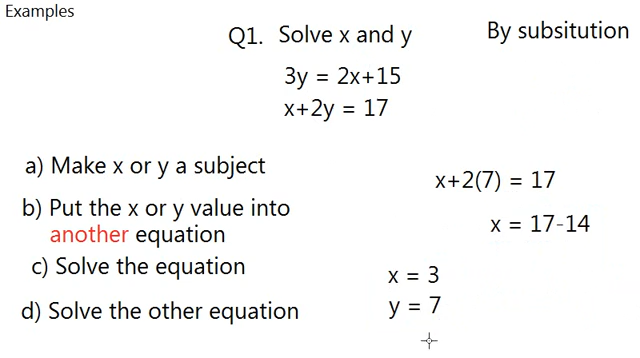 Examples
Q1. Solve x and y
By subsitution
3y = 2x+15
x+2y = 17
a) Make x or y a subject
b) Put the x or y value into
another equation
c) Solve the equation
d) Solve the other equation
x+2(7) = 17
x = 17-14
x = 3
y = 7